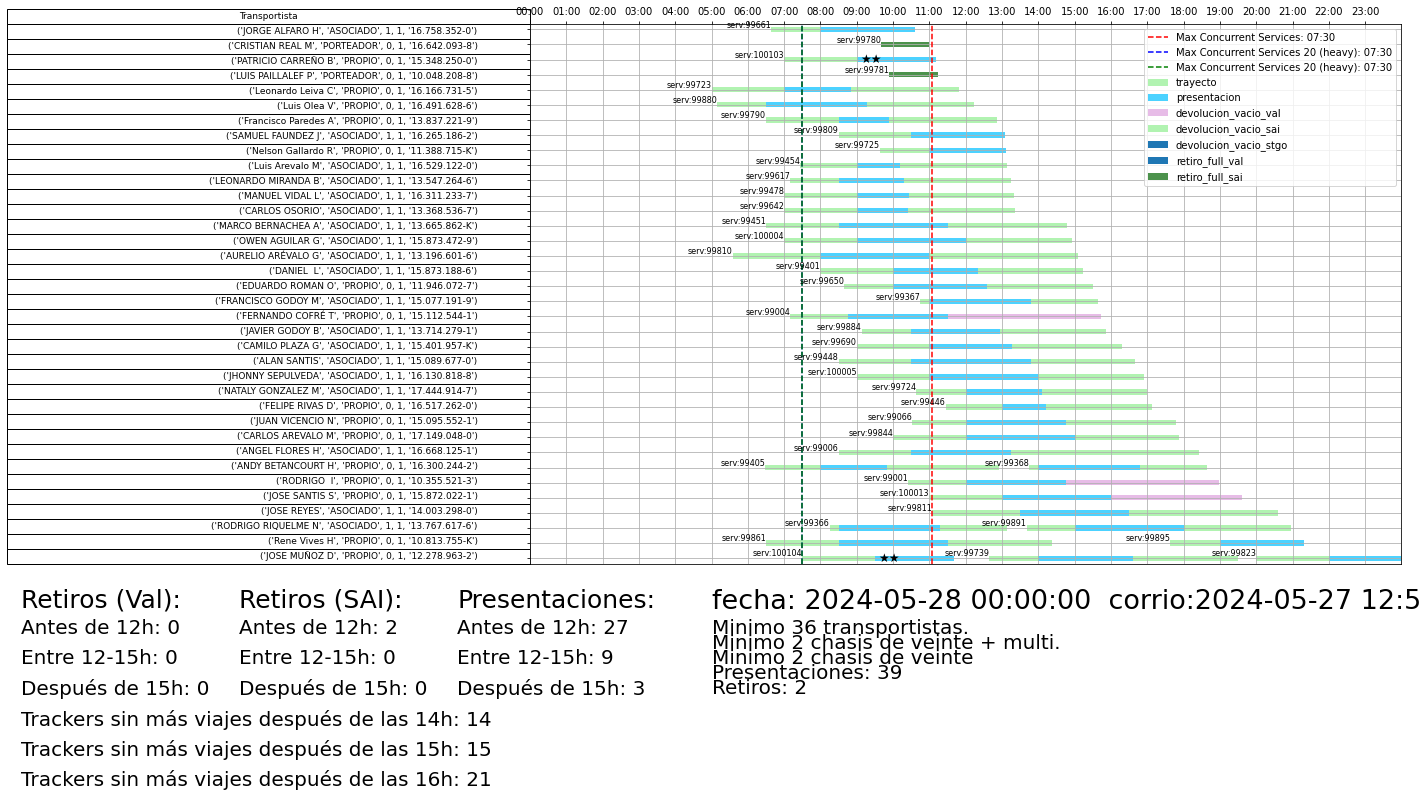 Transportista
00:00 01:00 02:00 03:00 04:00 05:00 06:00 07:00 08:00 09:00 10:00 11:00 12:00 13:00 14:00 15:00 16:00 17:00 18:00 19:00 20:00 21:00 22:00 23:00
('JORGE ALFARO H', 'ASOCIADO', 1, 1, '16.758.352-0') serv:99661
('CRISTIAN REAL M', 'PORTEADOR', 0, 1, '16.642.093-8') serv:99780
('PATRICIO CARREÑO B', 'PROPIO', 0, 1, '15.348.250-0') serv:100103
('LUIS PAILLALEF P', 'PORTEADOR', 0, 1, '10.048.208-8') serv:99781
('Leonardo Leiva C', 'PROPIO', 0, 1, '16.166.731-5') serv:99723
('Luis Olea V', 'PROPIO', 0, 1, '16.491.628-6') serv:99880
('Francisco Paredes A', 'PROPIO', 0, 1, '13.837.221-9') serv:99790
('SAMUEL FAUNDEZ J', 'ASOCIADO', 1, 1, '16.265.186-2') serv:99809
('Nelson Gallardo R', 'PROPIO', 0, 1, '11.388.715-K') serv:99725
('Luis Arevalo M', 'ASOCIADO', 1, 1, '16.529.122-0') serv:99454
('LEONARDO MIRANDA B', 'ASOCIADO', 1, 1, '13.547.264-6') serv:99617
('MANUEL VIDAL L', 'ASOCIADO', 1, 1, '16.311.233-7') serv:99478
('CARLOS OSORIO', 'ASOCIADO', 1, 1, '13.368.536-7') serv:99642
('MARCO BERNACHEA A', 'ASOCIADO', 1, 1, '13.665.862-K') serv:99451
('OWEN AGUILAR G', 'ASOCIADO', 1, 1, '15.873.472-9') serv:100004
('AURELIO ARÉVALO G', 'ASOCIADO', 1, 1, '13.196.601-6') serv:99810
('DANIEL  L', 'ASOCIADO', 1, 1, '15.873.188-6') serv:99401
('EDUARDO ROMAN O', 'PROPIO', 0, 1, '11.946.072-7') serv:99650
('FRANCISCO GODOY M', 'ASOCIADO', 1, 1, '15.077.191-9') serv:99367
('FERNANDO COFRÉ T', 'PROPIO', 0, 1, '15.112.544-1') serv:99004
('JAVIER GODOY B', 'ASOCIADO', 1, 1, '13.714.279-1') serv:99884
('CAMILO PLAZA G', 'ASOCIADO', 1, 1, '15.401.957-K') serv:99690
('ALAN SANTIS', 'ASOCIADO', 1, 1, '15.089.677-0') serv:99448
('JHONNY SEPULVEDA', 'ASOCIADO', 1, 1, '16.130.818-8') serv:100005
('NATALY GONZALEZ M', 'ASOCIADO', 1, 1, '17.444.914-7') serv:99724
('FELIPE RIVAS D', 'PROPIO', 0, 1, '16.517.262-0') serv:99446
('JUAN VICENCIO N', 'PROPIO', 0, 1, '15.095.552-1') serv:99066
('CARLOS AREVALO M', 'PROPIO', 0, 1, '17.149.048-0') serv:99844
('ANGEL FLORES H', 'ASOCIADO', 1, 1, '16.668.125-1') serv:99006
('ANDY BETANCOURT H', 'PROPIO', 0, 1, '16.300.244-2') serv:99405 serv:99368
('RODRIGO  I', 'PROPIO', 0, 1, '10.355.521-3') serv:99001
('JOSE SANTIS S', 'PROPIO', 0, 1, '15.872.022-1') serv:100013
('JOSE REYES', 'ASOCIADO', 1, 1, '14.003.298-0') serv:99811
('RODRIGO RIQUELME N', 'ASOCIADO', 1, 1, '13.767.617-6') serv:99366 serv:99891
('Rene Vives H', 'PROPIO', 0, 1, '10.813.755-K') serv:99861 serv:99895
('JOSE MUÑOZ D', 'PROPIO', 0, 1, '12.278.963-2') serv:100104 serv:99739 serv:99823
Max Concurrent Services: 07:30
Max Concurrent Services 20 (heavy): 07:30
Max Concurrent Services 20 (heavy): 07:30
trayecto
presentacion
devolucion_vacio_val
devolucion_vacio_sai
devolucion_vacio_stgo
retiro_full_val
retiro_full_sai
Retiros (Val): Retiros (SAI): Presentaciones: fecha: 2024-05-28 00:00:00  corrio:2024-05-27 12:5
Antes de 12h: 0 Antes de 12h: 2 Antes de 12h: 27
Entre 12-15h: 0 Entre 12-15h: 0 Entre 12-15h: 9
Después de 15h: 0 Después de 15h: 0 Después de 15h: 3
Minimo 36 transportistas.
Minimo 2 chasis de veinte + multi.
Minimo 2 chasis de veinte
Presentaciones: 39
Retiros: 2
Trackers sin más viajes después de las 14h: 14
Trackers sin más viajes después de las 15h: 15
Trackers sin más viajes después de las 16h: 21